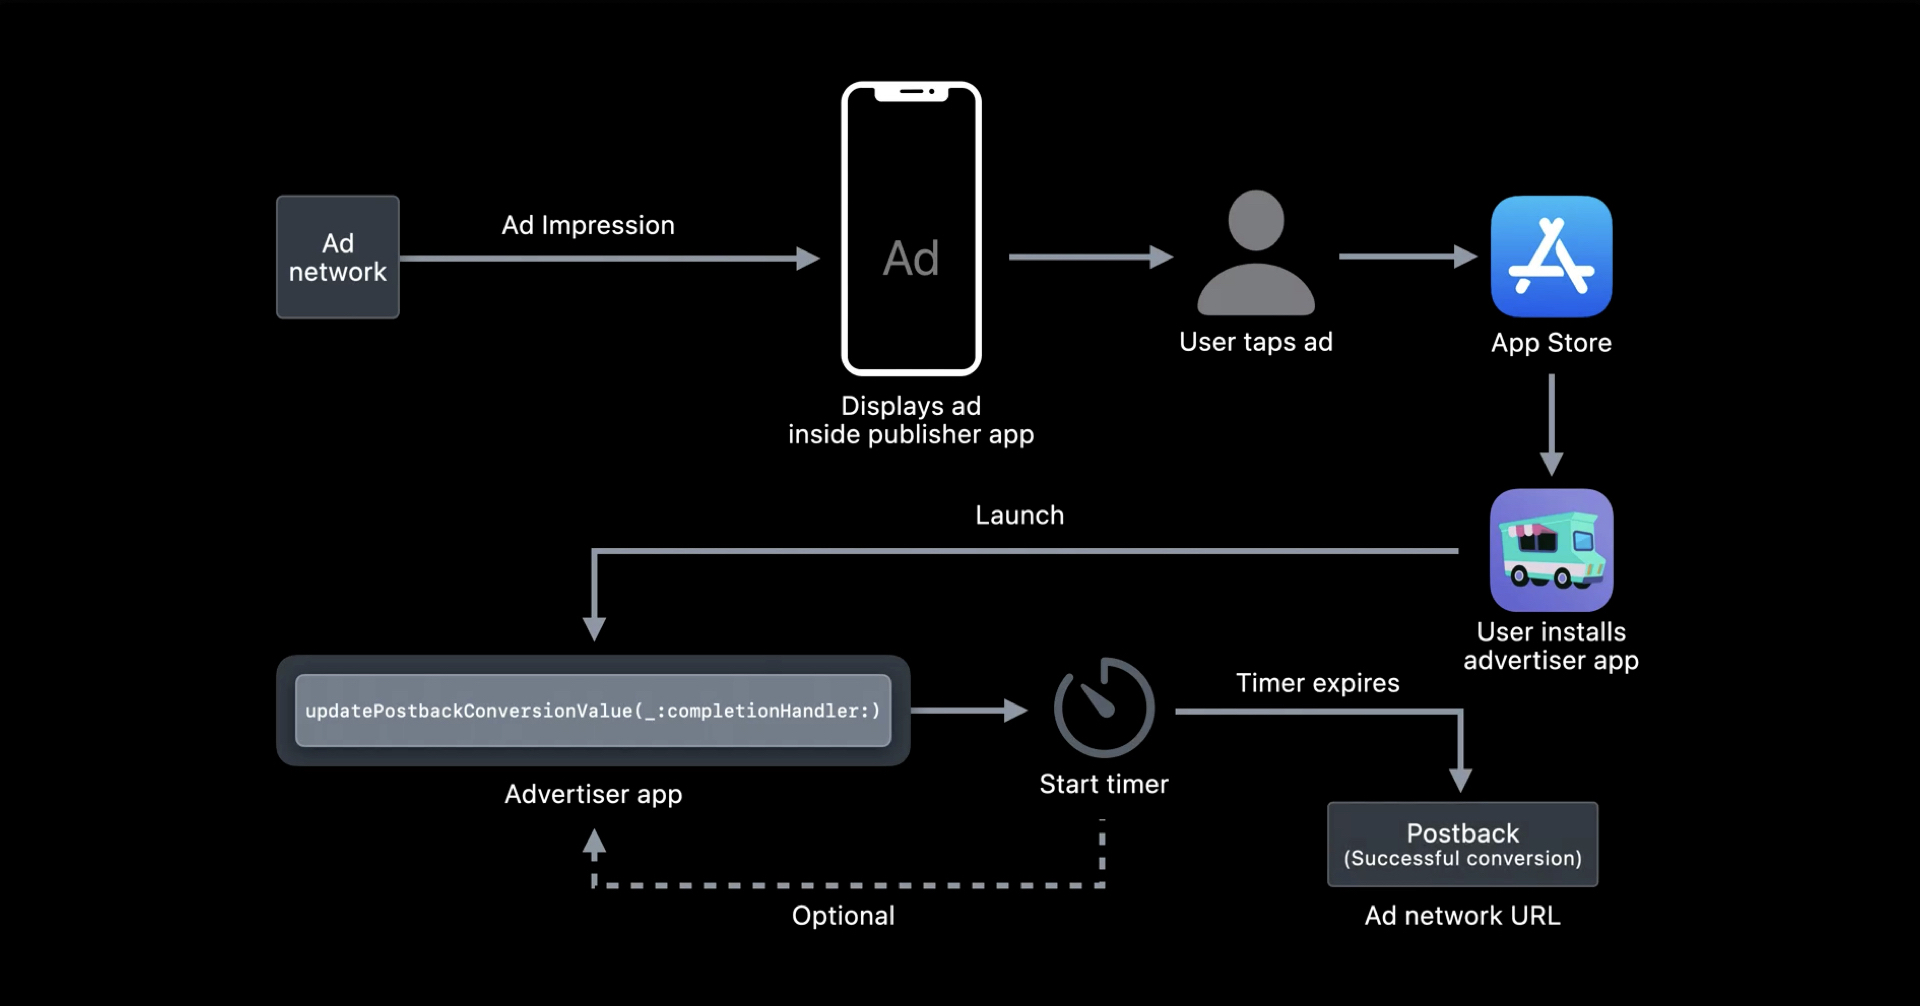 Ad
network
Ad Impression
Ad
Displays ad
inside publisher app
User taps ad
App Store
User installs
advertiser app
Launch
updatePostbackConversionValue(_:completionHandler:)
Advertiser app
Start timer
Timer expires
Postback
(Successful conversion)
Ad network URL
Optional